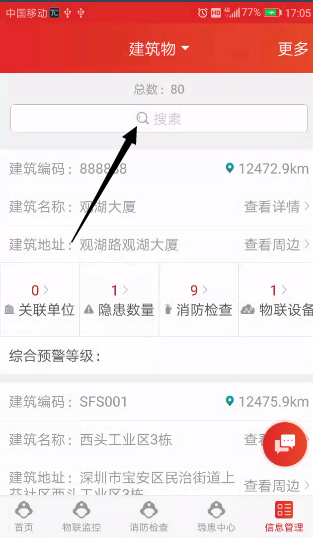 中国移动 HD 46 77% 17:05
建筑物 更多
总数：80
搜索
建筑编码：888888 12472.9km
建筑名称：观湖大厦 查看详情
建筑地址：观湖路观湖大厦 查看周边
0 1 9 1
关联单位 隐患数量 消防检查 物联设备
综合预警等级：
建筑编码：SFS001 12475.9km
建筑名称：西头工业区3栋 查看
建筑地址：深圳市宝安区民治街道上 查看周边
芬社区西头工业区3栋
首页 物联监控 消防检查 隐患中心 信息管理